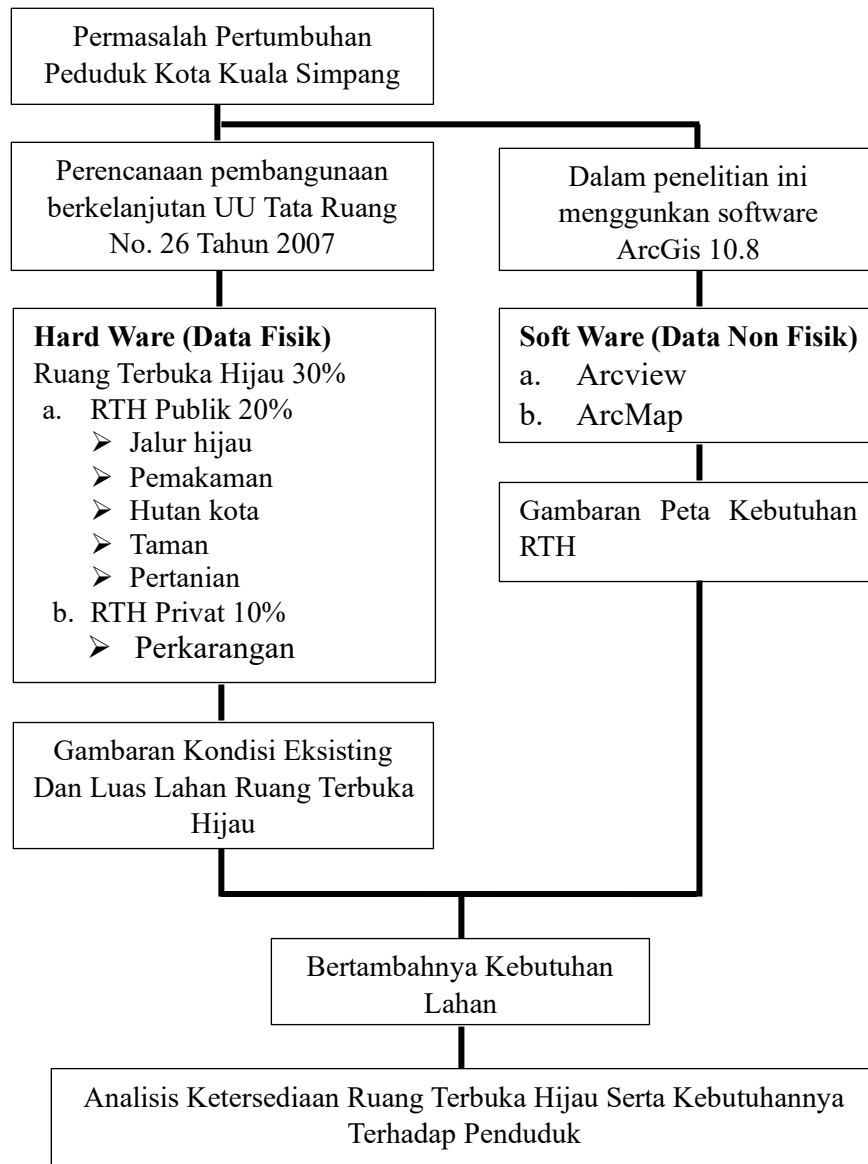 Permasalah Pertumbuhan
Peduduk Kota Kuala Simpang
Perencanaan pembangunaan
berkelanjutan UU Tata Ruang
No. 26 Tahun 2007
Dalam penelitian ini
menggunkan software
ArcGis 10.8
Hard Ware (Data Fisik)
Ruang Terbuka Hijau 30%
a. RTH Publik 20%
➢ Jalur hijau
➢ Pemakaman
➢ Hutan kota
➢ Taman
➢ Pertanian
b. RTH Privat 10%
➢ Perkarangan
Soft Ware (Data Non Fisik)
a. Arcview
b. ArcMap
Gambaran Peta Kebutuhan
RTH
Gambaran Kondisi Eksisting
Dan Luas Lahan Ruang Terbuka
Hijau
Bertambahnya Kebutuhan
Lahan
Analisis Ketersediaan Ruang Terbuka Hijau Serta Kebutuhannya
Terhadap Penduduk